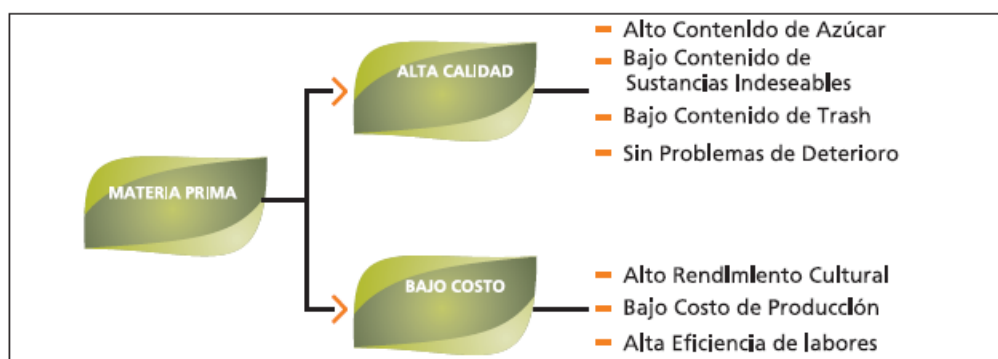 MATERIA PRIMA
ALTA CALIDAD
Alto Contenido de Azúcar
Bajo Contenido de
Sustancias Indeseables
Bajo Contenido de Trash
Sin Problemas de Deterioro
BAJO COSTO
Alto Rendimiento Cultural
Bajo Costo de Producción
Alta Eficiencia de labores